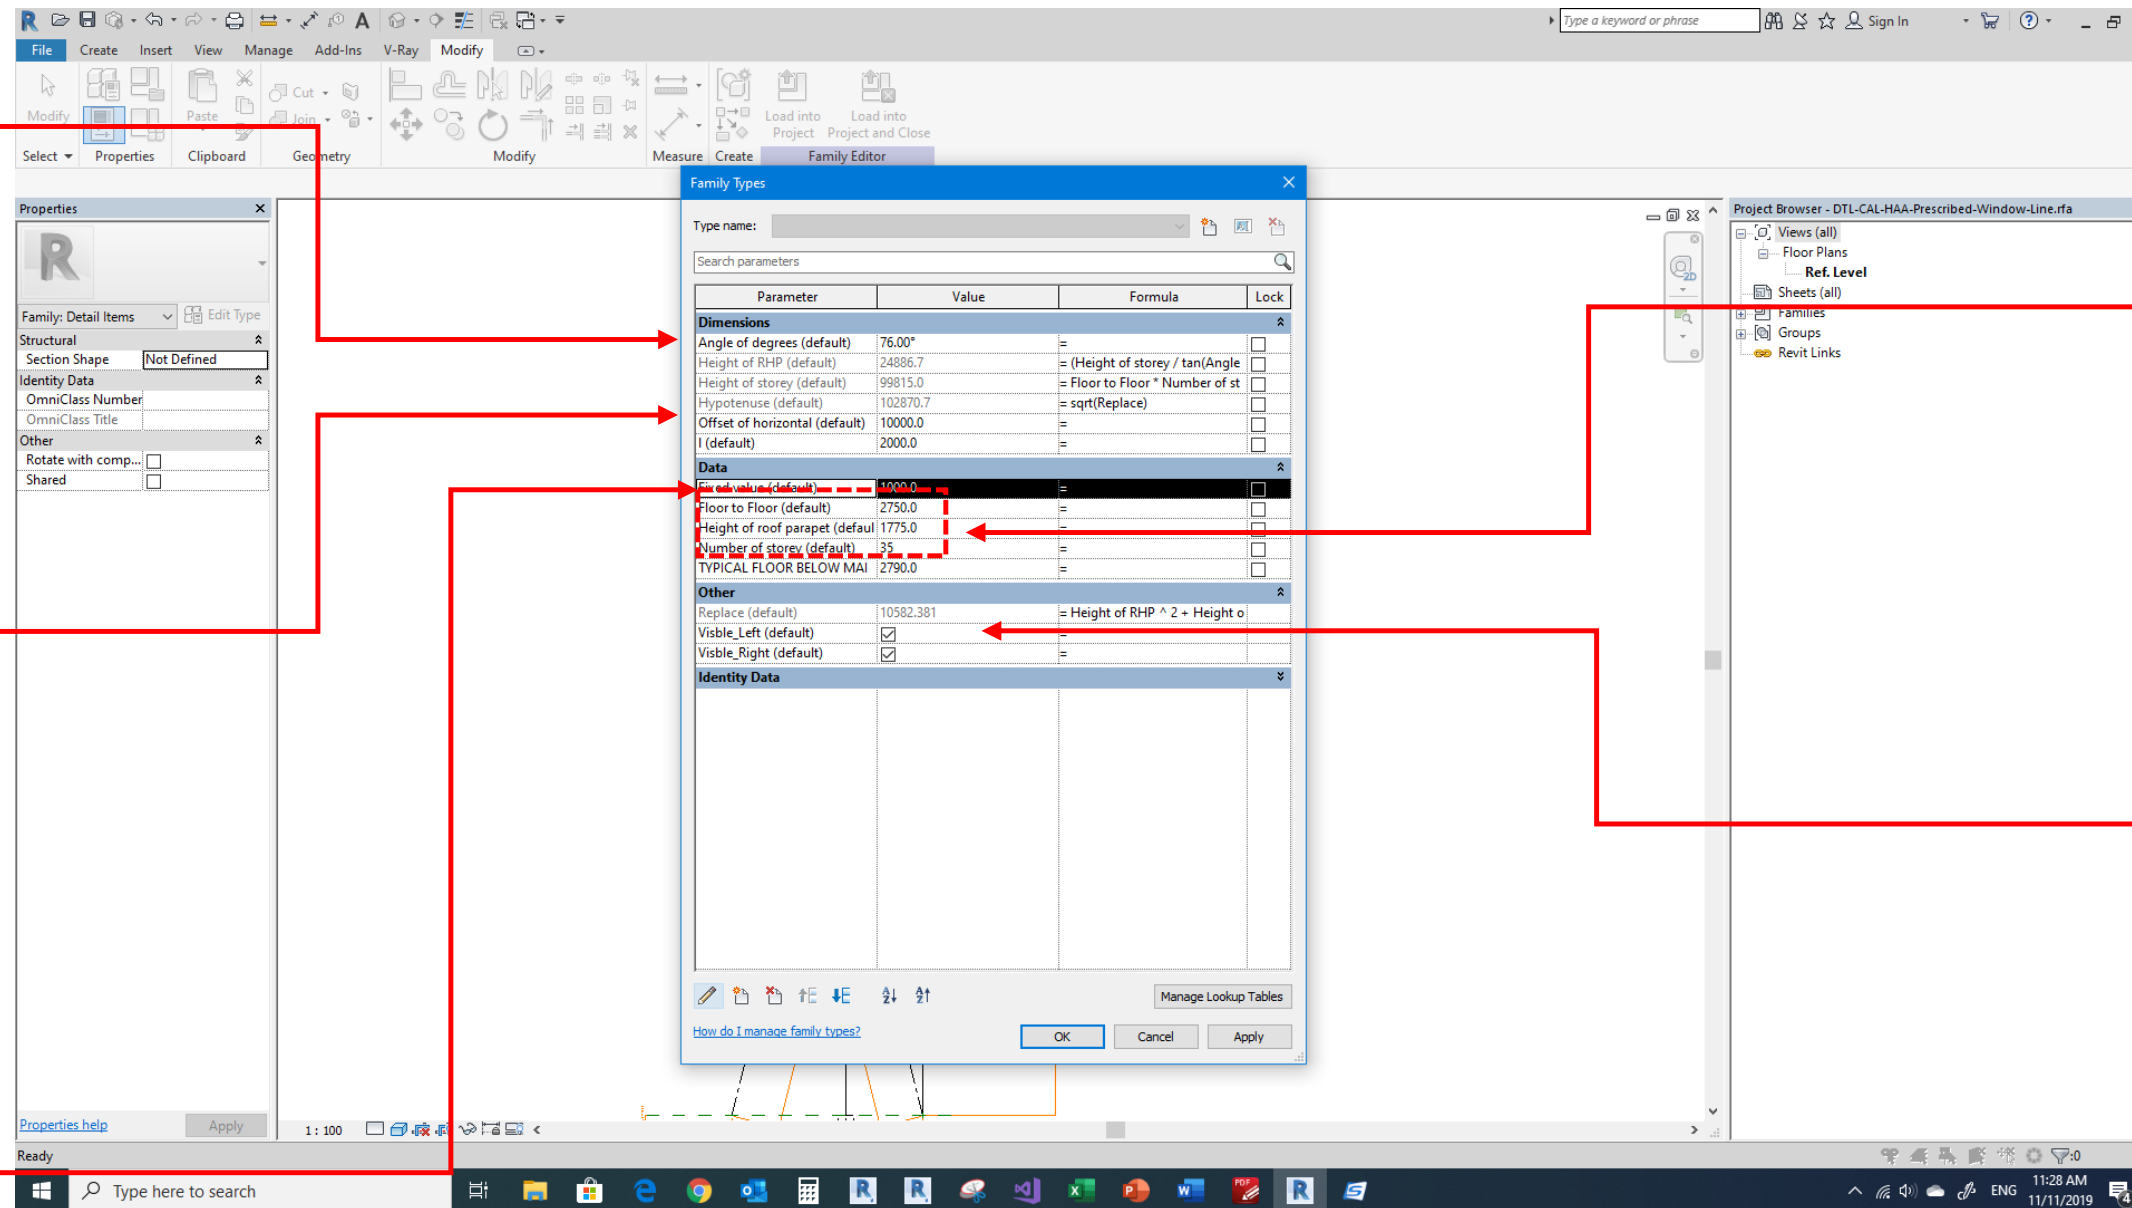 Type a keyword or phrase
Sign In
File Create Insert View Manage Add-Ins V-Ray Modify
Modify
Paste
Cut
Join
Load into Project
Load into Project and Close
Select Properties Clipboard Geometry Modify Measure Create Family Editor
Properties
Family: Detail Items
Edit Type
Structural
Section Shape Not Defined
Identity Data
OmniClass Number
OmniClass Title
Other
Rotate with comp...
Shared
Properties help
Apply
Family Types
Type name:
Search parameters
Parameter Value Formula Lock
Dimensions
Angle of degrees (default) 76.00° =
Height of RHP (default) 24886.7 = (Height of storey / tan(Angle
Height of storey (default) 99815.0 = Floor to Floor * Number of st
Hypotenuse (default) 102870.7 = sqrt(Replace)
Offset of horizontal (default) 10000.0 =
l (default) 2000.0 =
Data
Fixed value (default) 1000.0 =
Floor to Floor (default) 2750.0 =
Height of roof parapet (defaul 1775.0 =
Number of storey (default) 35 =
TYPICAL FLOOR BELOW MAI 2790.0 =
Other
Replace (default) 10582.381 = Height of RHP ^ 2 + Height o
Visble_Left (default) =
Visble_Right (default) =
Identity Data
Manage Lookup Tables
How do I manage family types?
OK Cancel Apply
2D
Project Browser - DTL-CAL-HAA-Prescribed-Window-Line.rfa
Views (all)
Floor Plans
Ref. Level
Sheets (all)
Families
Groups
Revit Links
1 : 100
Ready
:0
Type here to search
ENG
11:28 AM
11/11/2019
4